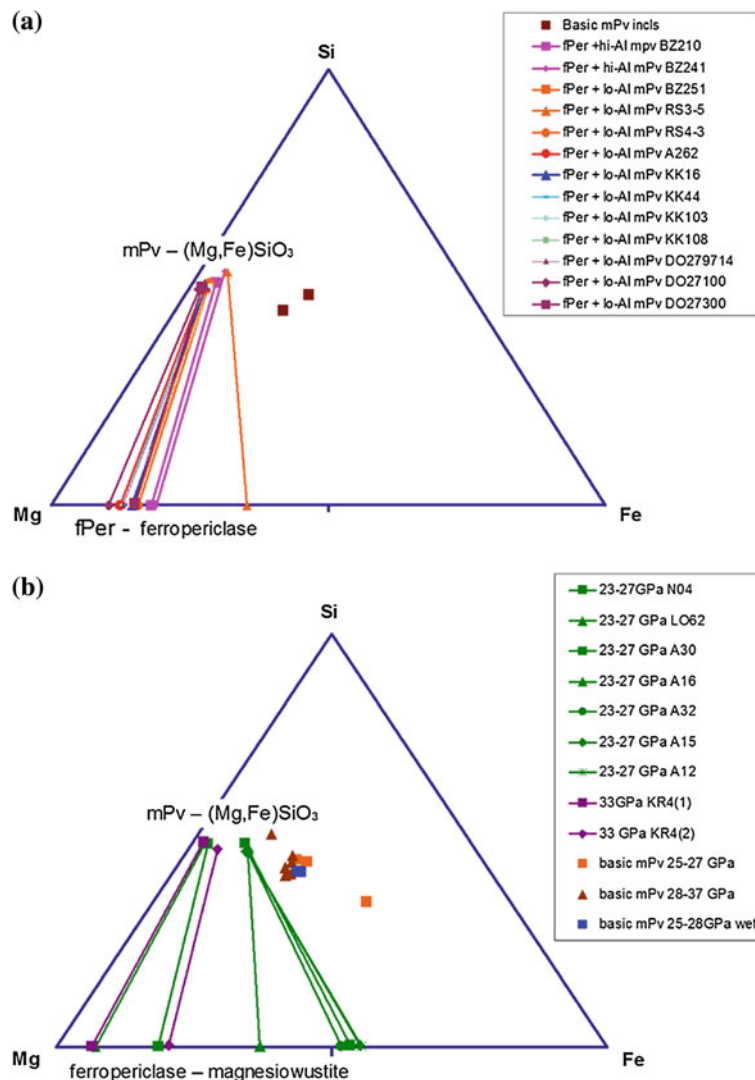 (a)
Si
mPv – (Mg,Fe)SiO₃
Mg
Fe
fPer - ferropericlase
Basic mPv incls
fPer +hi-Al mpv BZ210
fPer + hi-Al mPv BZ241
fPer + lo-Al mPv BZ251
fPer + lo-Al mPv RS3-5
fPer + lo-Al mPv RS4-3
fPer + lo-Al mPv A262
fPer + lo-Al mPv KK16
fPer + lo-Al mPv KK44
fPer + lo-Al mPv KK103
fPer + lo-Al mPv KK108
fPer + lo-Al mPv DO279714
fPer + lo-Al mPv DO27100
fPer + lo-Al mPv DO27300
(b)
Si
mPv – (Mg,Fe)SiO₃
Mg
Fe
ferropericlase – magnesiowustite
23-27GPa N04
23-27 GPa LO62
23-27 GPa A30
23-27 GPa A16
23-27 GPa A32
23-27 GPa A15
23-27 GPa A12
33GPa KR4(1)
33 GPa KR4(2)
basic mPv 25-27 GPa
basic mPv 28-37 GPa
basic mPv 25-28GPa wet